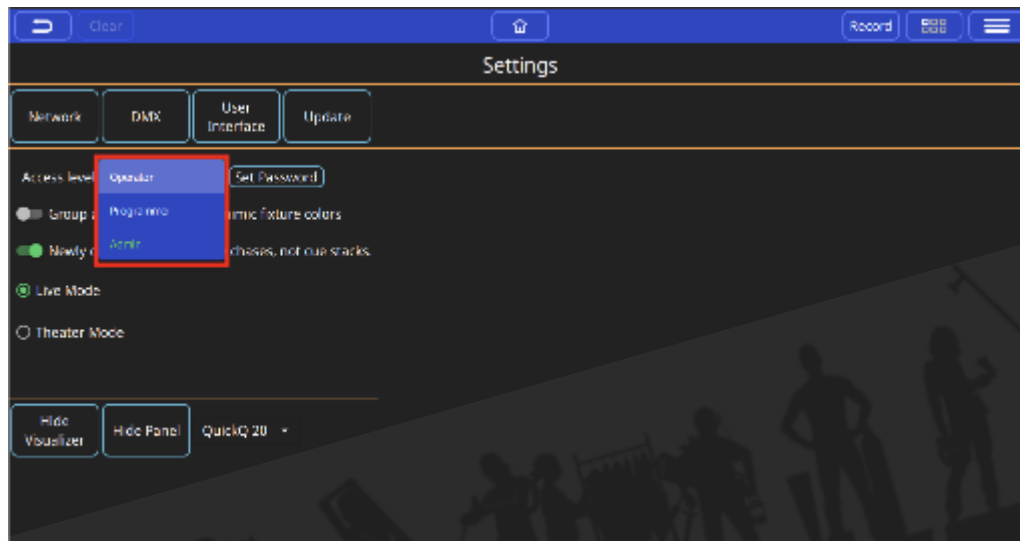 Clear
Record
Settings
Network
DMX
User
Interface
Update
Access level
Operator
Set Password
Group
Programme
mic fixture colors
Newly
Admin
chases, not cue stacks.
Live Mode
Theater Mode
Hide
Visualizer
Hide Panel
QuickQ 20